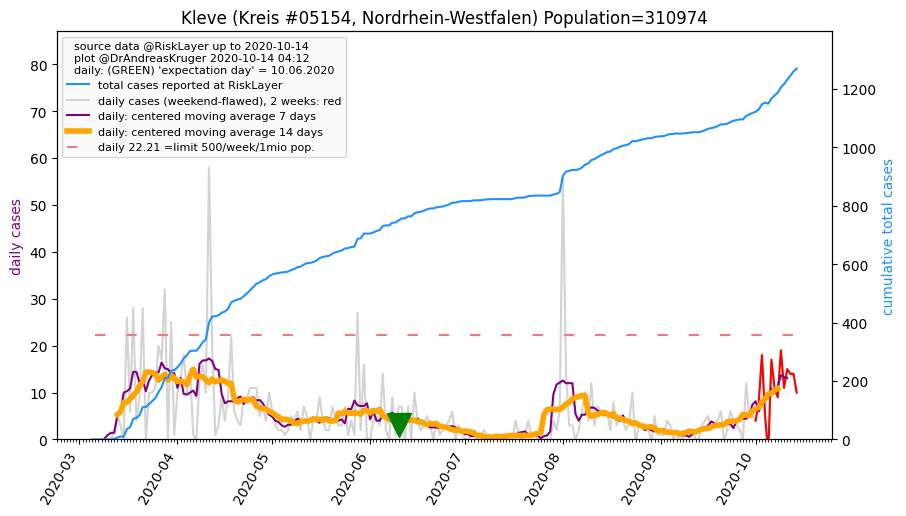 Kleve (Kreis #05154, Nordrhein-Westfalen) Population=310974
source data @RiskLayer up to 2020-10-14
plot @DrAndreasKruger 2020-10-14 04:12
daily: (GREEN) 'expectation day' = 10.06.2020
total cases reported at RiskLayer
daily cases (weekend-flawed), 2 weeks: red
daily: centered moving average 7 days
daily: centered moving average 14 days
daily 22.21 =limit 500/week/1mio pop.
daily cases
80
70
60
50
40
30
20
10
0
cumulative total cases
1200
1000
800
600
400
200
0
2020-03
2020-04
2020-05
2020-06
2020-07
2020-08
2020-09
2020-10